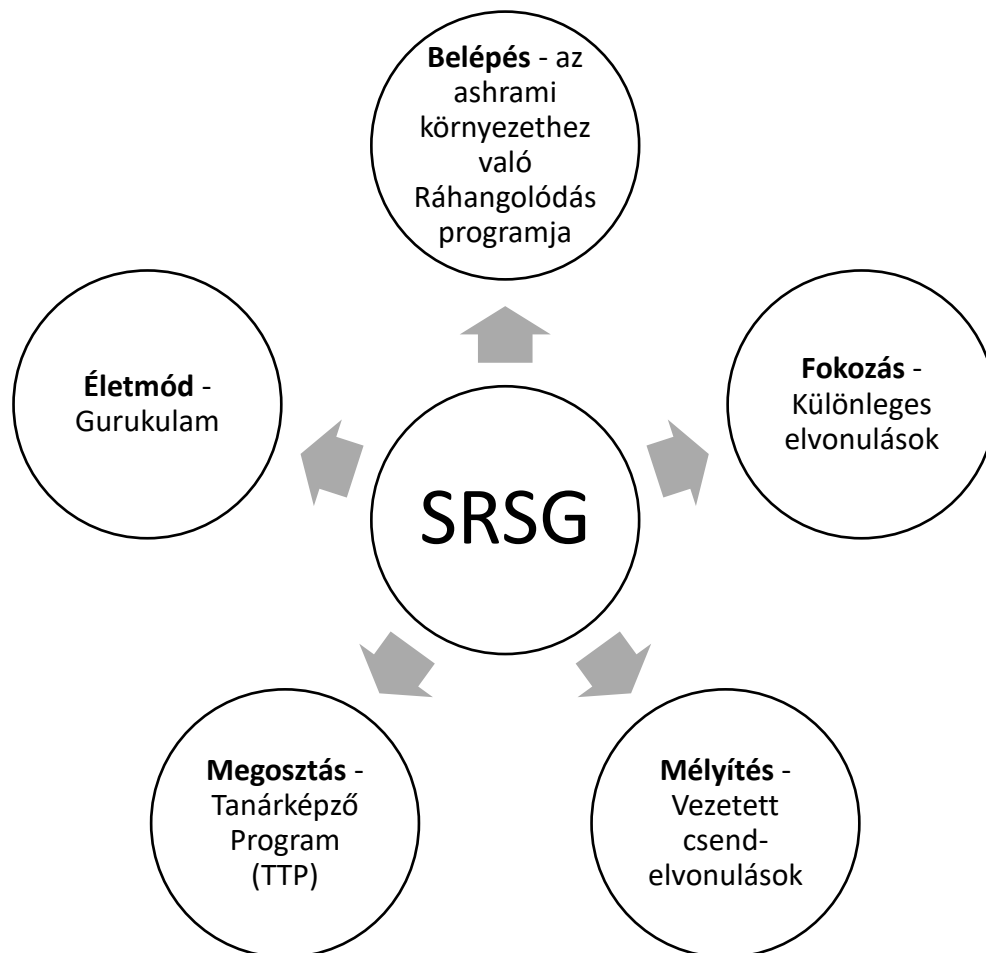 Belépés - az
ashrami
környezethez
való
Ráhangolódás
programja
Fokozás -
Különleges
elvonulások
Mélyítés -
Vezetett
csend-
elvonulások
Megosztás -
Tanárképző
Program
(TTP)
Életmód -
Gurukulam
SRSG